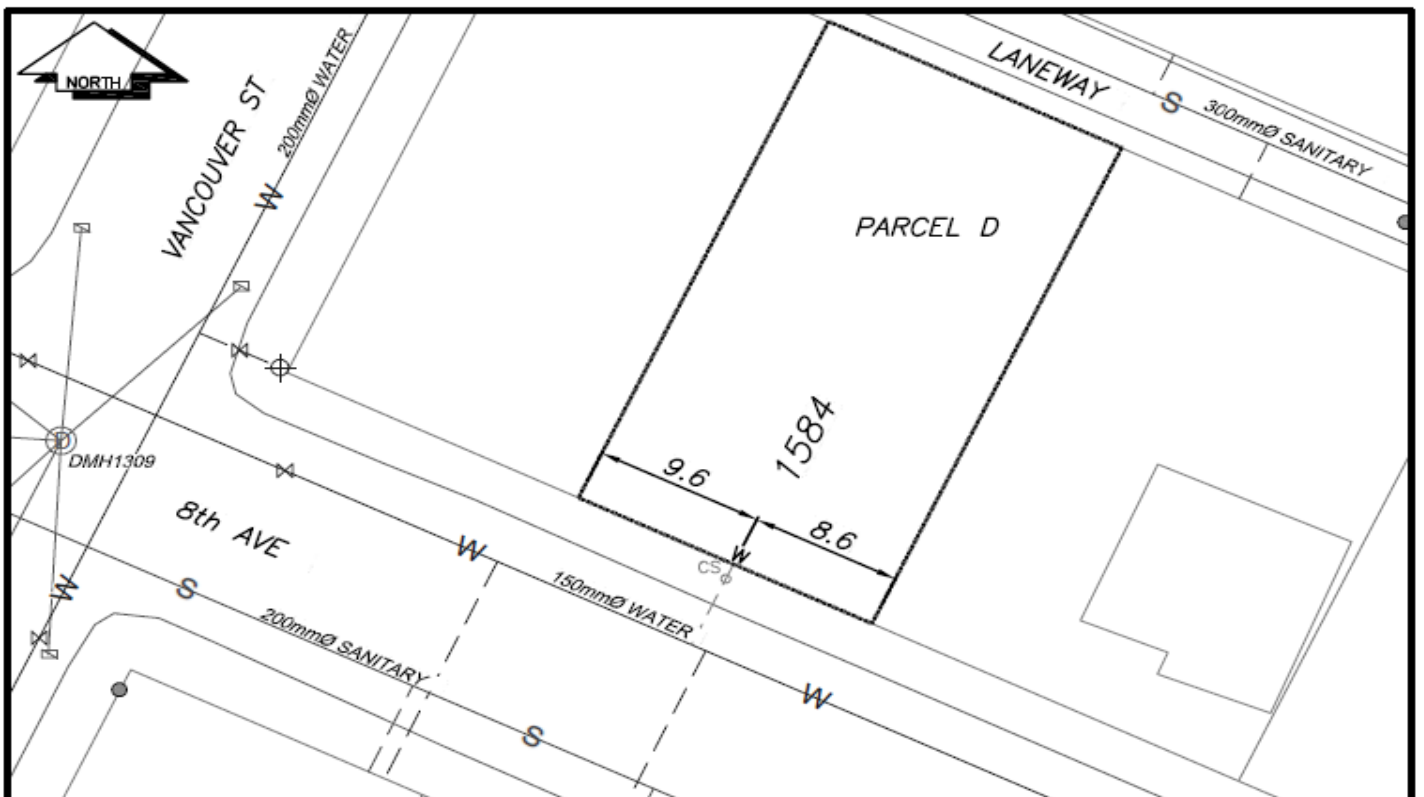 NORTH
VANCOUVER ST
200mmØ WATER
W
LANEWAY
S
300mmØ SANITARY
PARCEL D
1584
9.6
8.6
W
CS
D
DMH1309
8th AVE
W
150mmØ WATER
W
S
200mmØ SANITARY
W
S